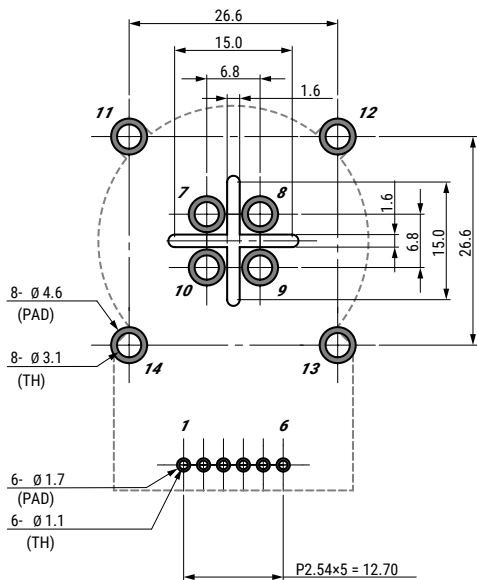 26.6
15.0
6.8
1.6
11
12
7
8
1.6
6.8
15.0
26.6
10
9
8- Ø 4.6
(PAD)
8- Ø 3.1
(TH)
14
13
1
6
6- Ø 1.7
(PAD)
6- Ø 1.1
(TH)
P2.54×5 = 12.70